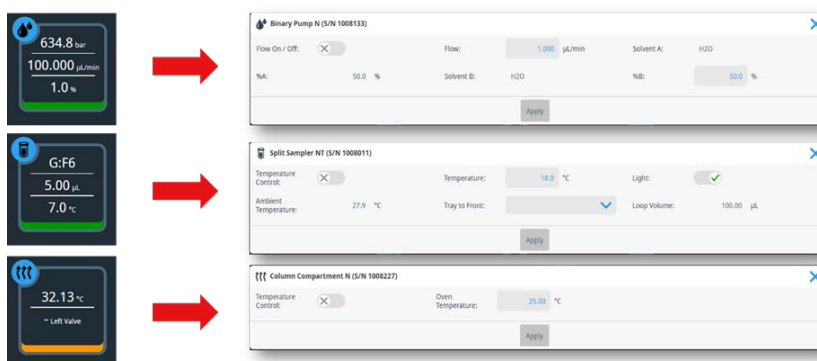 634.8 bar
100.000 µL/min
1.0 %
Binary Pump N (S/N 1008133)
Flow On / Off:
Flow: 1.000 µL/min
Solvent A: H2O
%A: 50.0 %
Solvent B: H2O
%B: 50.0 %
Apply
G:F6
5.00 µL
7.0 °C
Split Sampler NT (S/N 1008011)
Temperature
Control:
Temperature: 18.0 °C
Light:
Ambient
Temperature: 27.9 °C
Tray to Front:
Loop Volume: 100.00 µL
Apply
32.13 °C
~ Left Valve
Column Compartment N (S/N 1008227)
Temperature
Control:
Oven
Temperature: 25.00 °C
Apply